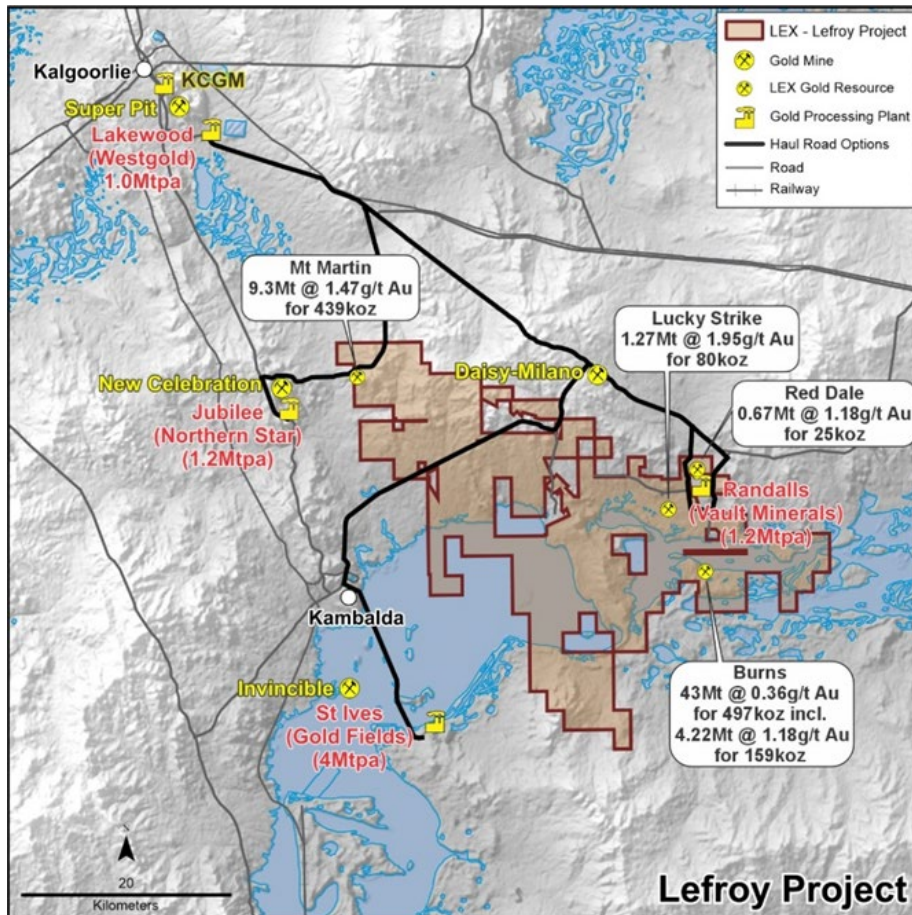 LEX - Lefroy Project
Gold Mine
LEX Gold Resource
Gold Processing Plant
Haul Road Options
Road
Railway
Kalgoorlie
KCGM
Super Pit
Lakewood
(Westgold)
1.0Mtpa
Mt Martin
9.3Mt @ 1.47g/t Au
for 439koz
Lucky Strike
1.27Mt @ 1.95g/t Au
for 80koz
New Celebration
Daisy-Milano
Red Dale
0.67Mt @ 1.18g/t Au
for 25koz
Jubilee
(Northern Star)
(1.2Mtpa)
Randalls
(Vault Minerals)
(1.2Mtpa)
Kambalda
Invincible
St Ives
(Gold Fields)
(4Mtpa)
Burns
43Mt @ 0.36g/t Au
for 497koz incl.
4.22Mt @ 1.18g/t Au
for 159koz
20
Kilometers
Lefroy Project